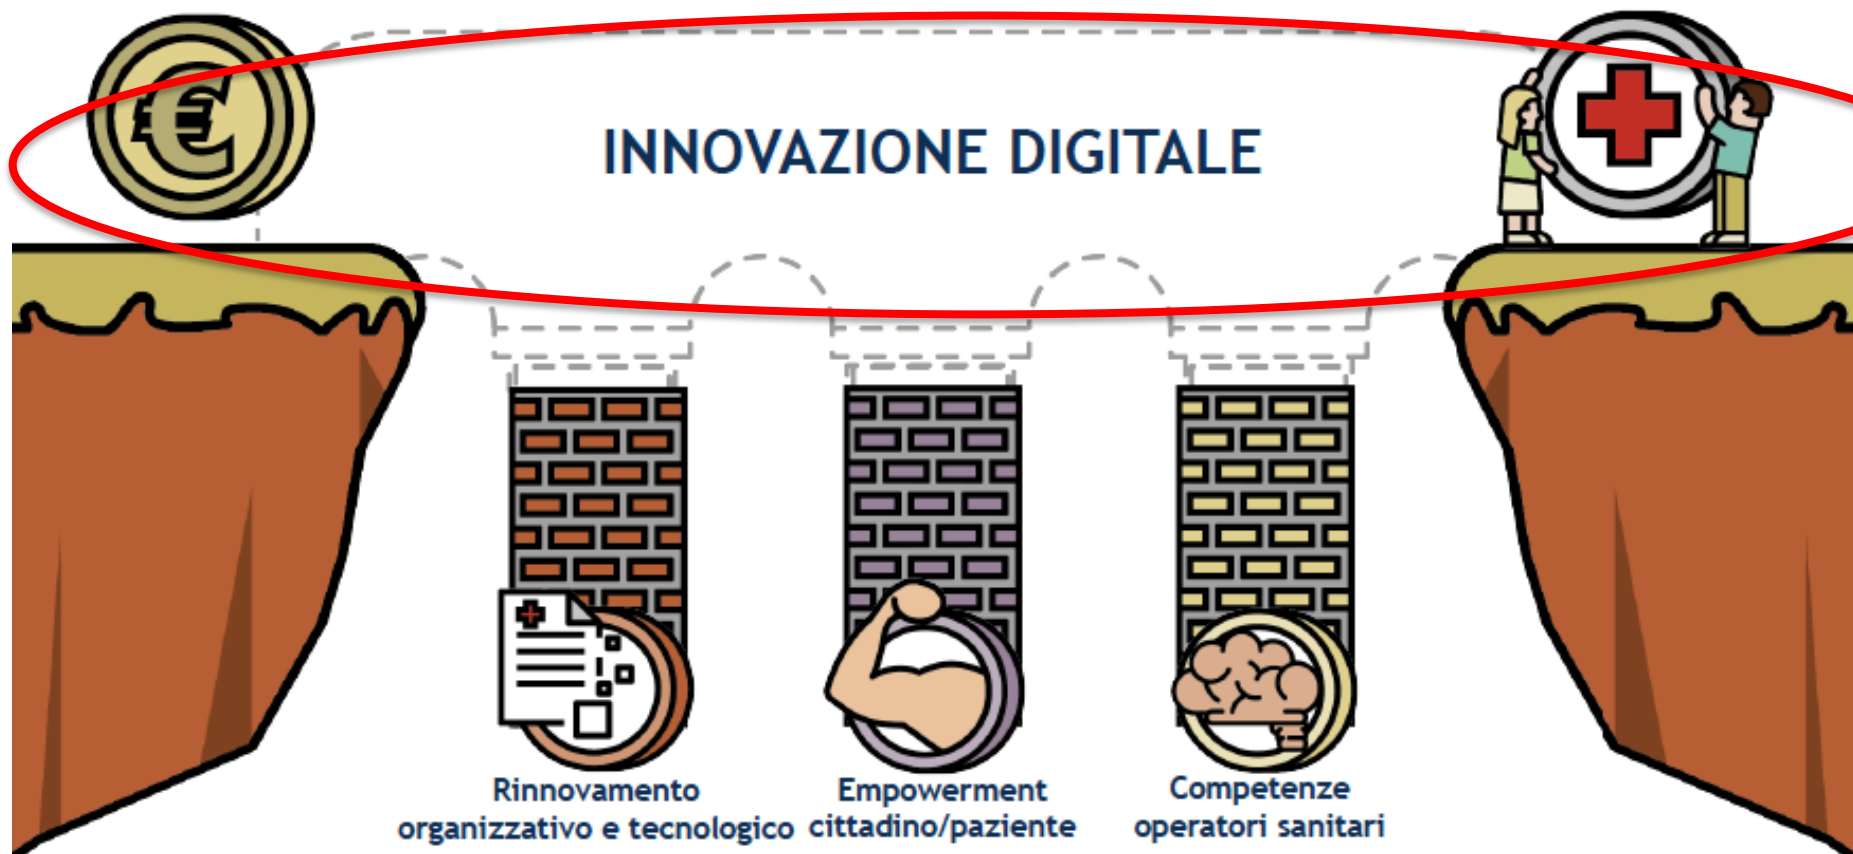 €
INNOVAZIONE DIGITALE
Rinnovamento
organizzativo e tecnologico
Empowerment
cittadino/paziente
Competenze
operatori sanitari